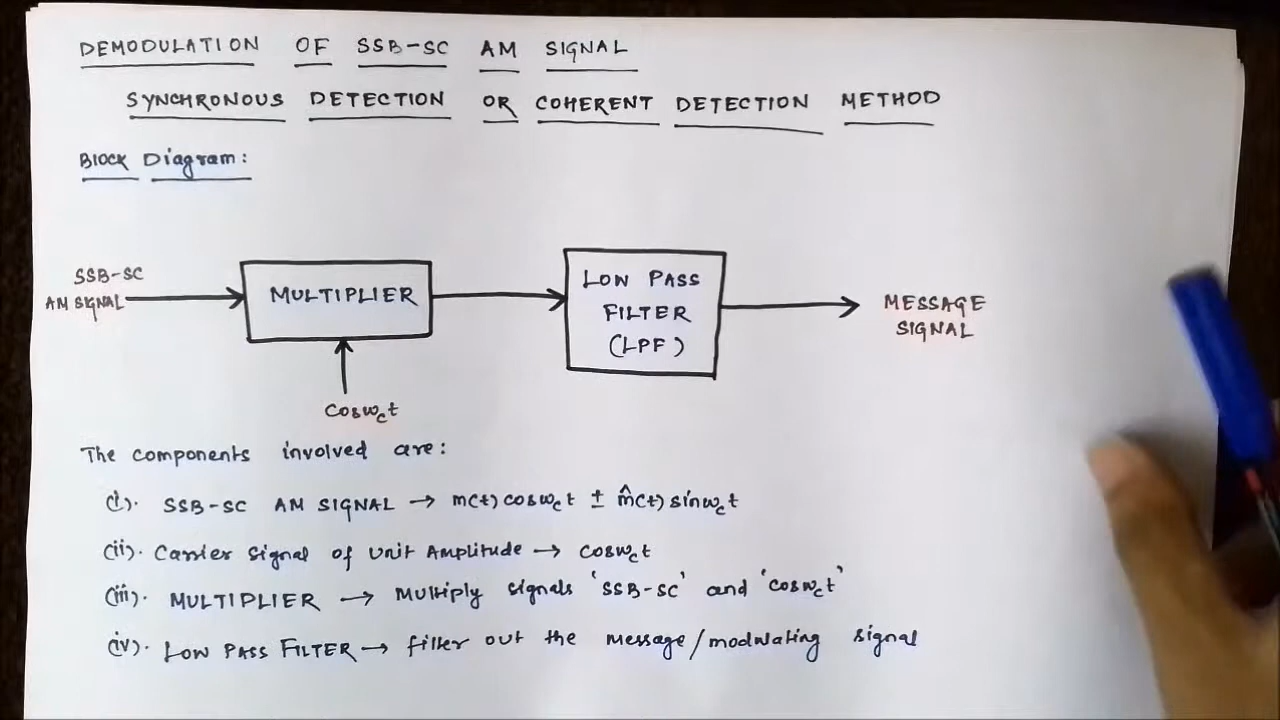 DEMODULATION OF SSB-SC AM SIGNAL
SYNCHRONOUS DETECTION OR COHERENT DETECTION METHOD
BLOCK Diagram:
SSB-SC
AM SIGNAL
MULTIPLIER
cosω_c t
LOW PASS
FILTER
(LPF)
MESSAGE
SIGNAL
The components involved are:
(i). SSB-SC AM SIGNAL → m(t) cosω_c t ± m̂(t) sinω_c t
(ii). Carrier Signal of Unit Amplitude → cosω_c t
(iii). MULTIPLIER → Multiply signals 'SSB-SC' and 'cosω_c t'
(iv). LOW PASS FILTER → filter out the message/modulating signal